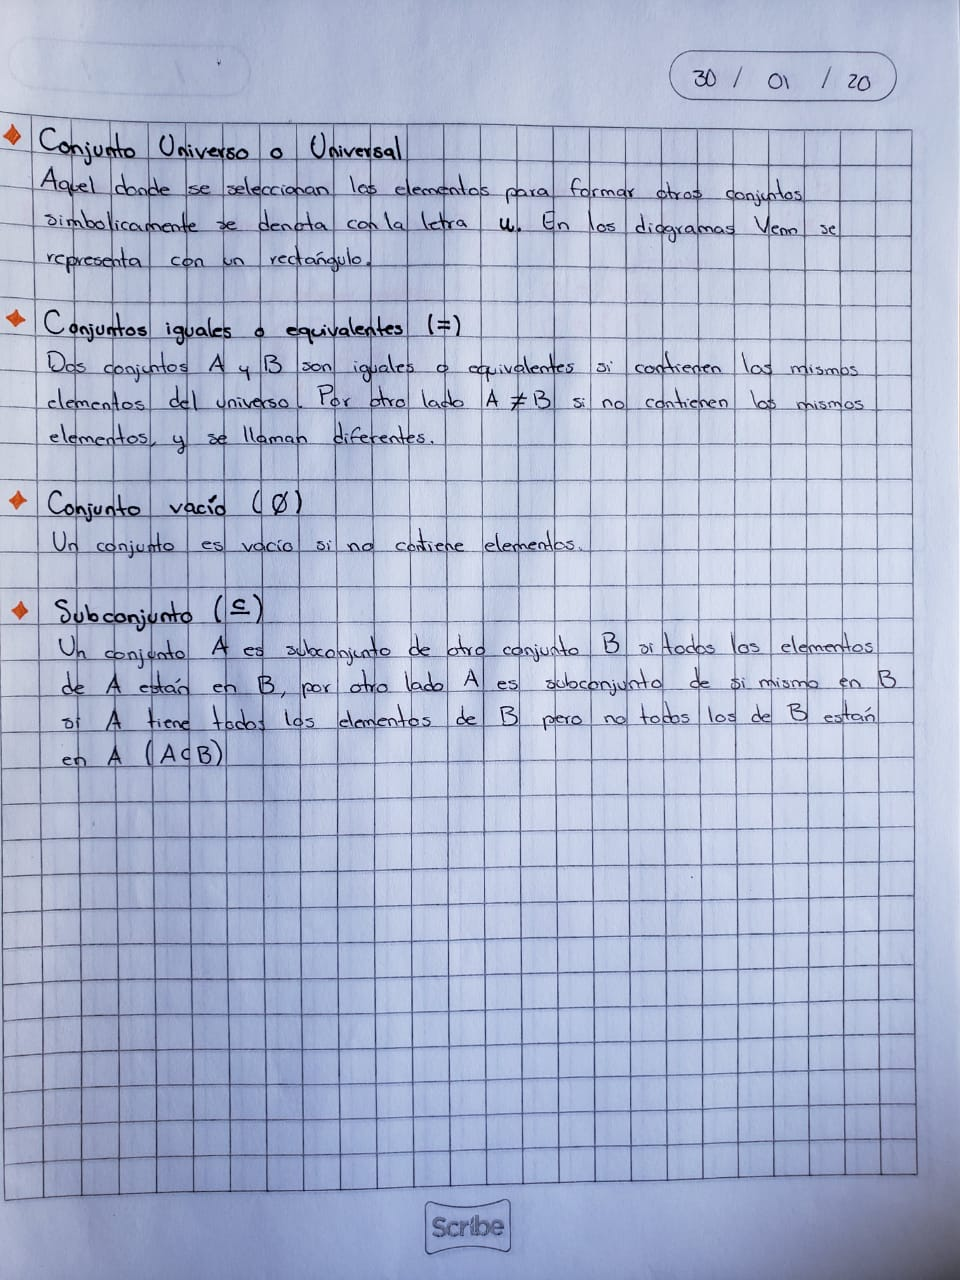 30 / 01 / 20
Conjunto Universo o Universal
Aquel donde se seleccionan los elementos para formar otros conjuntos
simbolicamente se denota con la letra u. En los diagramas Venn se
representa con un rectángulo.
Conjuntos iguales o equivalentes (=)
Dos conjuntos A y B son iguales o equivalentes si contienen los mismos
elementos del universo. Por otro lado A ≠ B si no contienen los mismos
elementos, y se llaman diferentes.
Conjunto vacío (∅)
Un conjunto es vacío si no contiene elementos.
Subconjunto (⊆)
Un conjunto A es subconjunto de otro conjunto B si todos los elementos
de A están en B, por otro lado A es subconjunto de si mismo en B
si A tiene todos los elementos de B pero no todos los de B están
en A (A⊂B)
Scribe